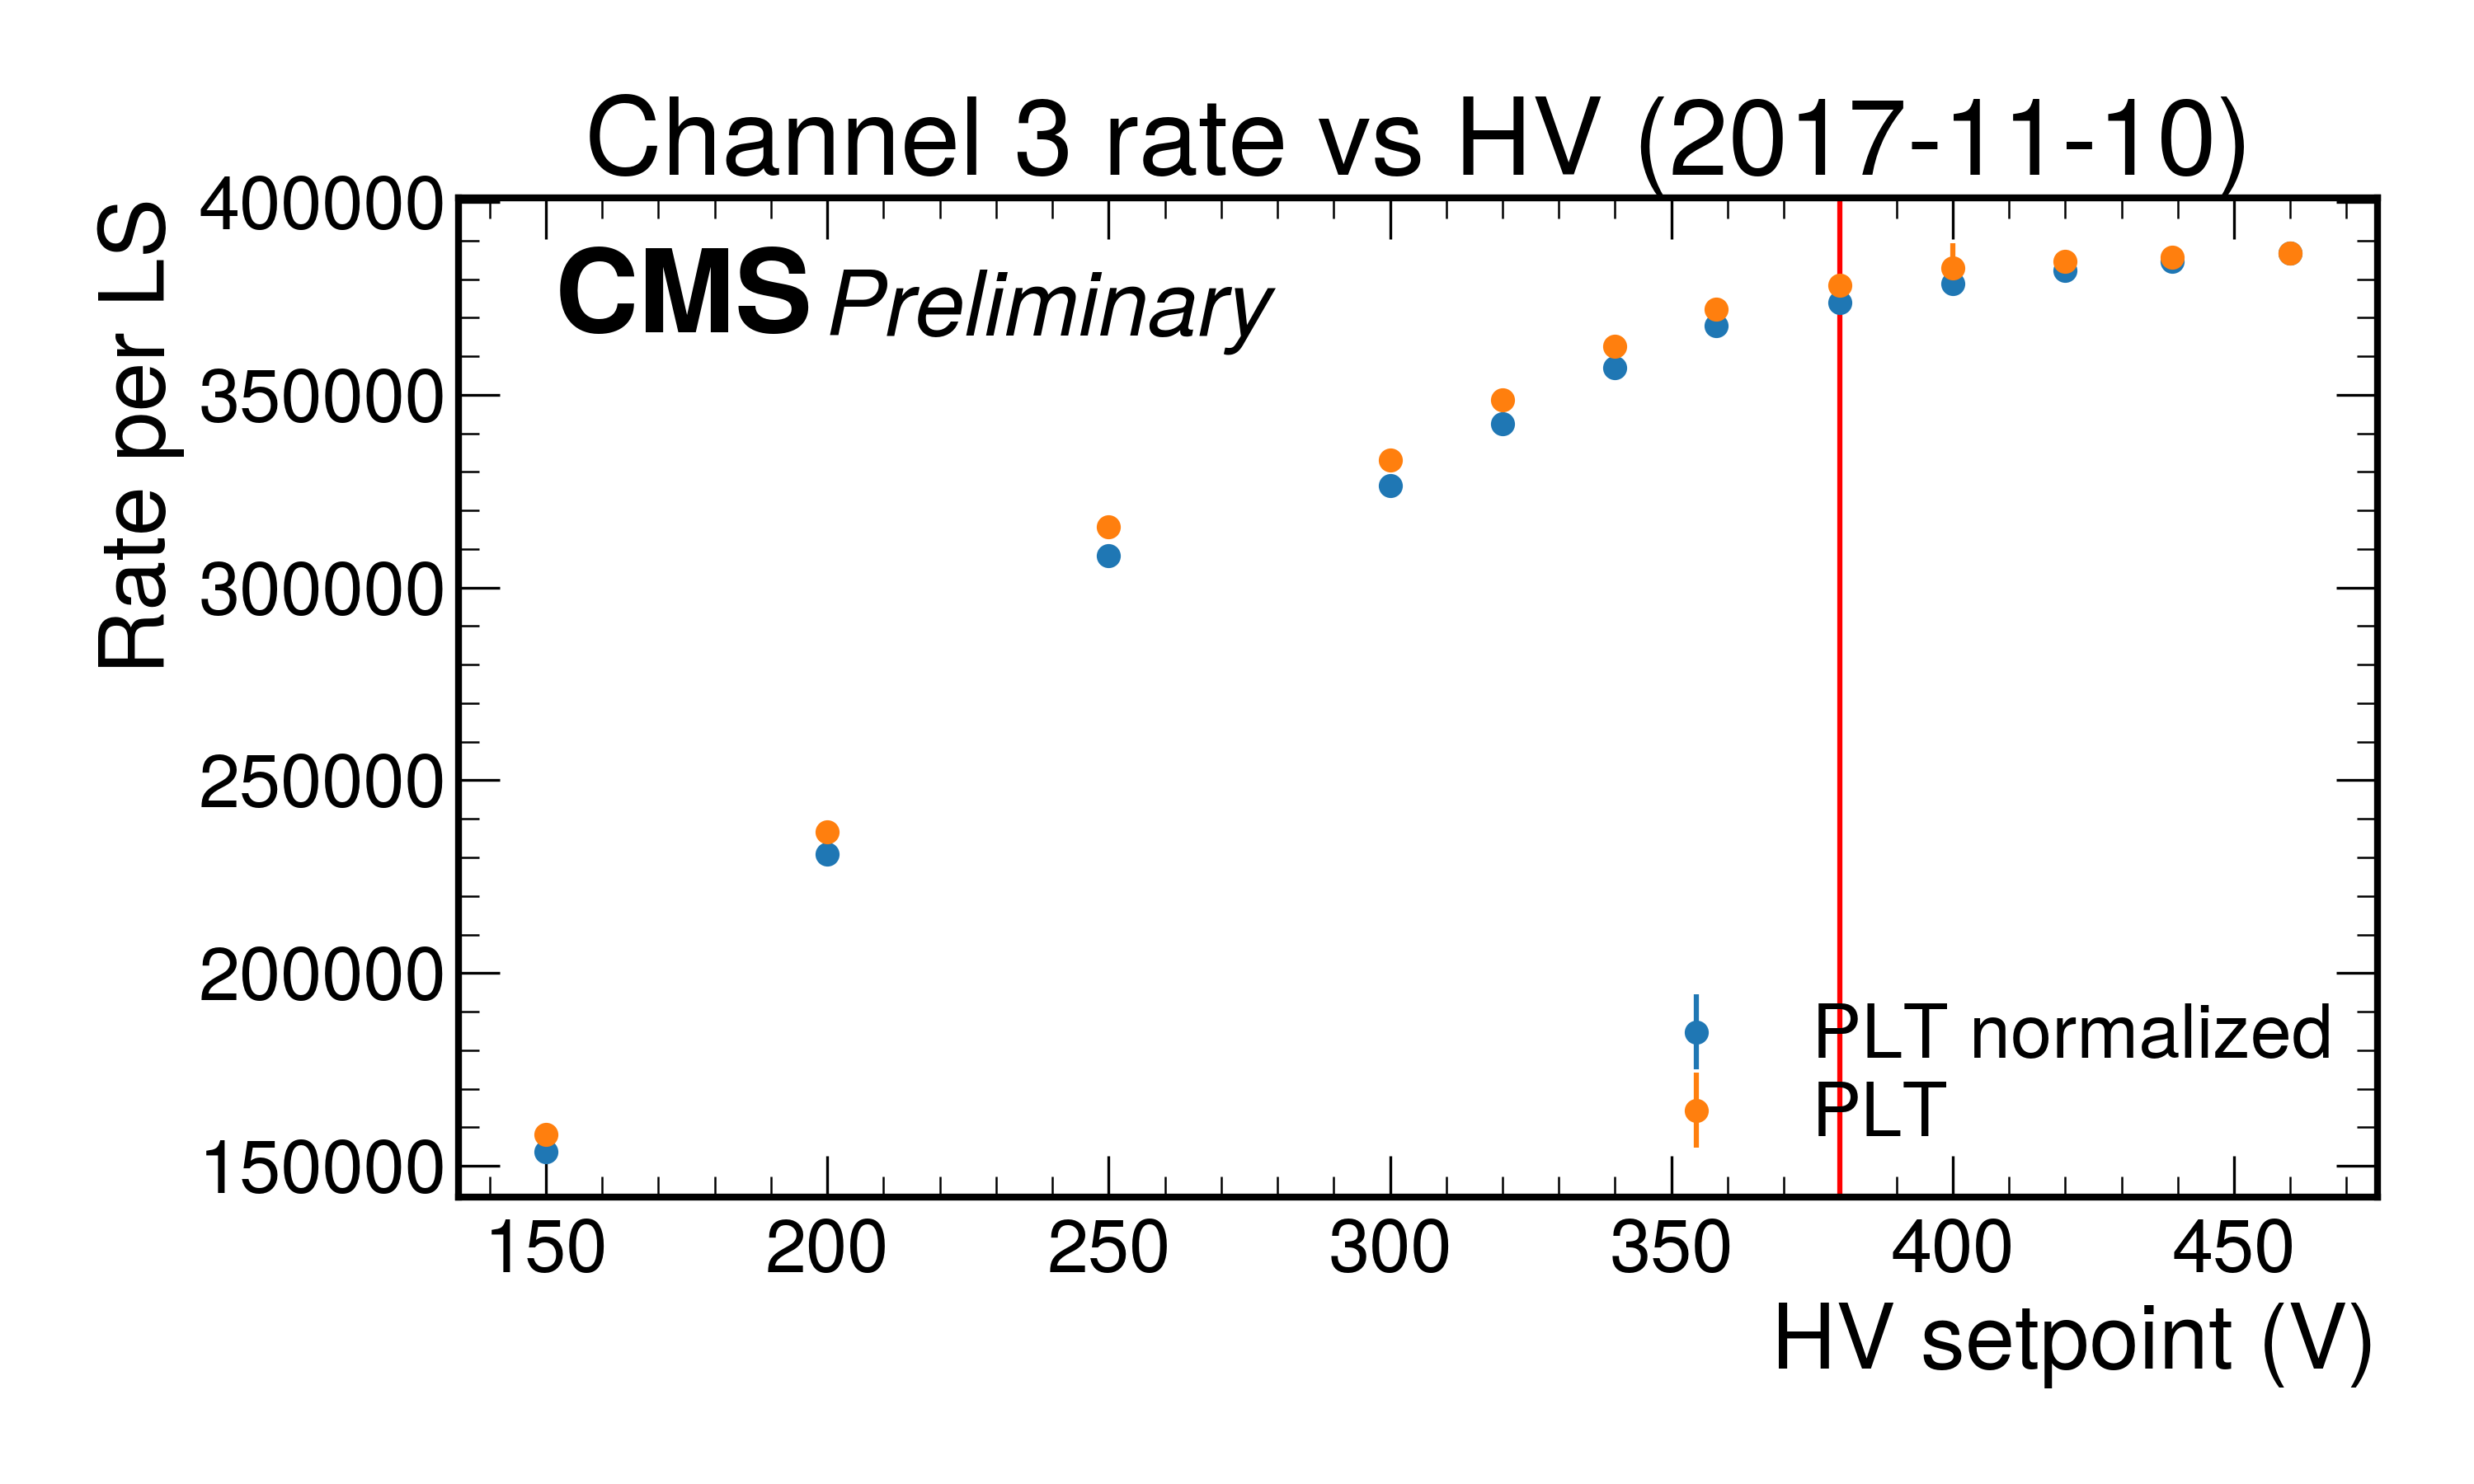 Channel 3 rate vs HV (2017-11-10)
CMS Preliminary
Rate per LS
400000
350000
300000
250000
200000
150000
PLT normalized
PLT
150 200 250 300 350 400 450
HV setpoint (V)